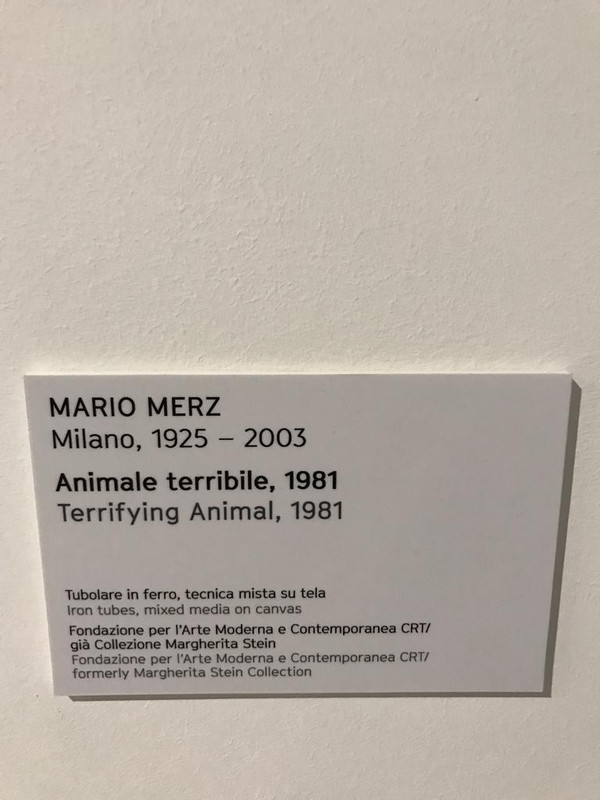 MARIO MERZ
Milano, 1925 – 2003
Animale terribile, 1981
Terrifying Animal, 1981
Tubolare in ferro, tecnica mista su tela
Iron tubes, mixed media on canvas
Fondazione per l'Arte Moderna e Contemporanea CRT/
già Collezione Margherita Stein
Fondazione per l'Arte Moderna e Contemporanea CRT/
formerly Margherita Stein Collection